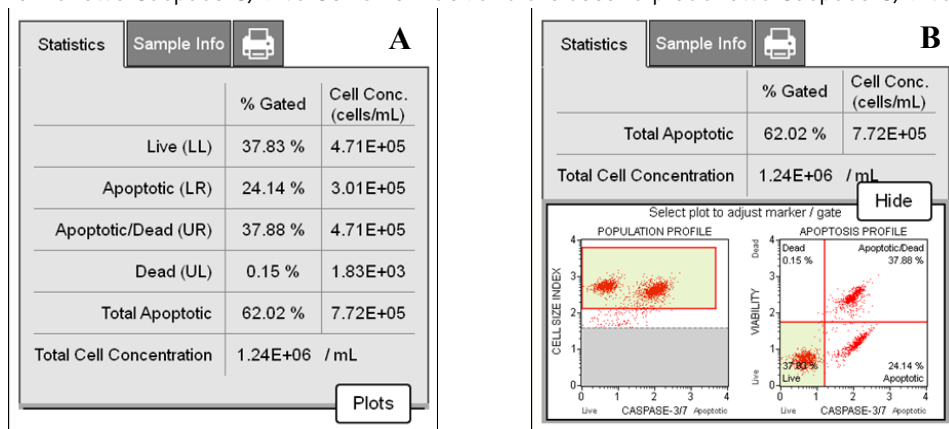 Statistics Sample Info A
% Gated Cell Conc. (cells/mL)
Live (LL) 37.83 % 4.71E+05
Apoptotic (LR) 24.14 % 3.01E+05
Apoptotic/Dead (UR) 37.88 % 4.71E+05
Dead (UL) 0.15 % 1.83E+03
Total Apoptotic 62.02 % 7.72E+05
Total Cell Concentration 1.24E+06 / mL
Plots
Statistics Sample Info B
% Gated Cell Conc. (cells/mL)
Total Apoptotic 62.02 % 7.72E+05
Total Cell Concentration 1.24E+06 / mL
Hide
Select plot to adjust marker / gate
POPULATION PROFILE
CELL SIZE INDEX
4
3
2
1
0
0 1 2 3 4
Live CASPASE-3/7 Apoptotic
APOPTOSIS PROFILE
Dead
VIABILITY
Live
4
3
2
1
0
Dead
0.15 %
Apoptotic/Dead
37.88 %
37.83 %
Live
24.14 %
Apoptotic
0 1 2 3 4
Live CASPASE-3/7 Apoptotic